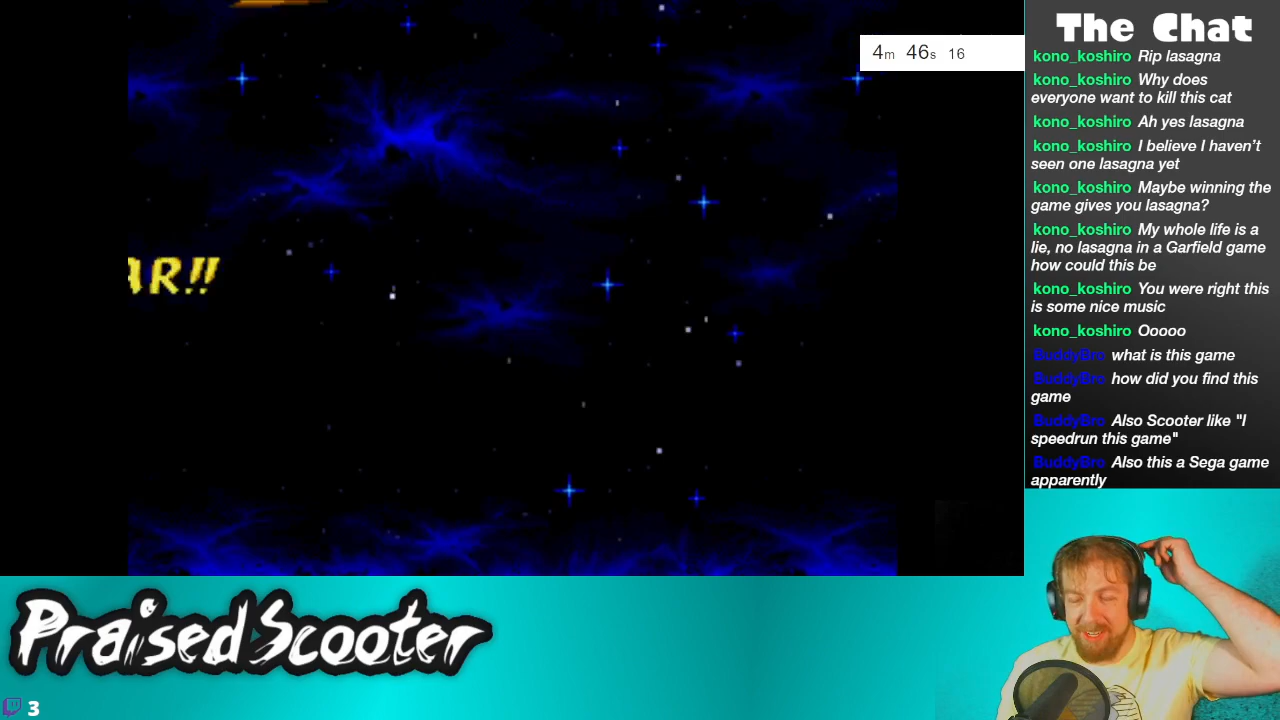 4m 46s 16
AR!!
The Chat
kono_koshiro Rip lasagna
kono_koshiro Why does
everyone want to kill this cat
kono_koshiro Ah yes lasagna
kono_koshiro I believe I haven't
seen one lasagna yet
kono_koshiro Maybe winning the
game gives you lasagna?
kono_koshiro My whole life is a
lie, no lasagna in a Garfield game
how could this be
kono_koshiro You were right this
is some nice music
kono_koshiro Ooooo
BuddyBro what is this game
BuddyBro how did you find this
game
BuddyBro Also Scooter like "I
speedrun this game"
BuddyBro Also this a Sega game
apparently
PraisedScooter
3